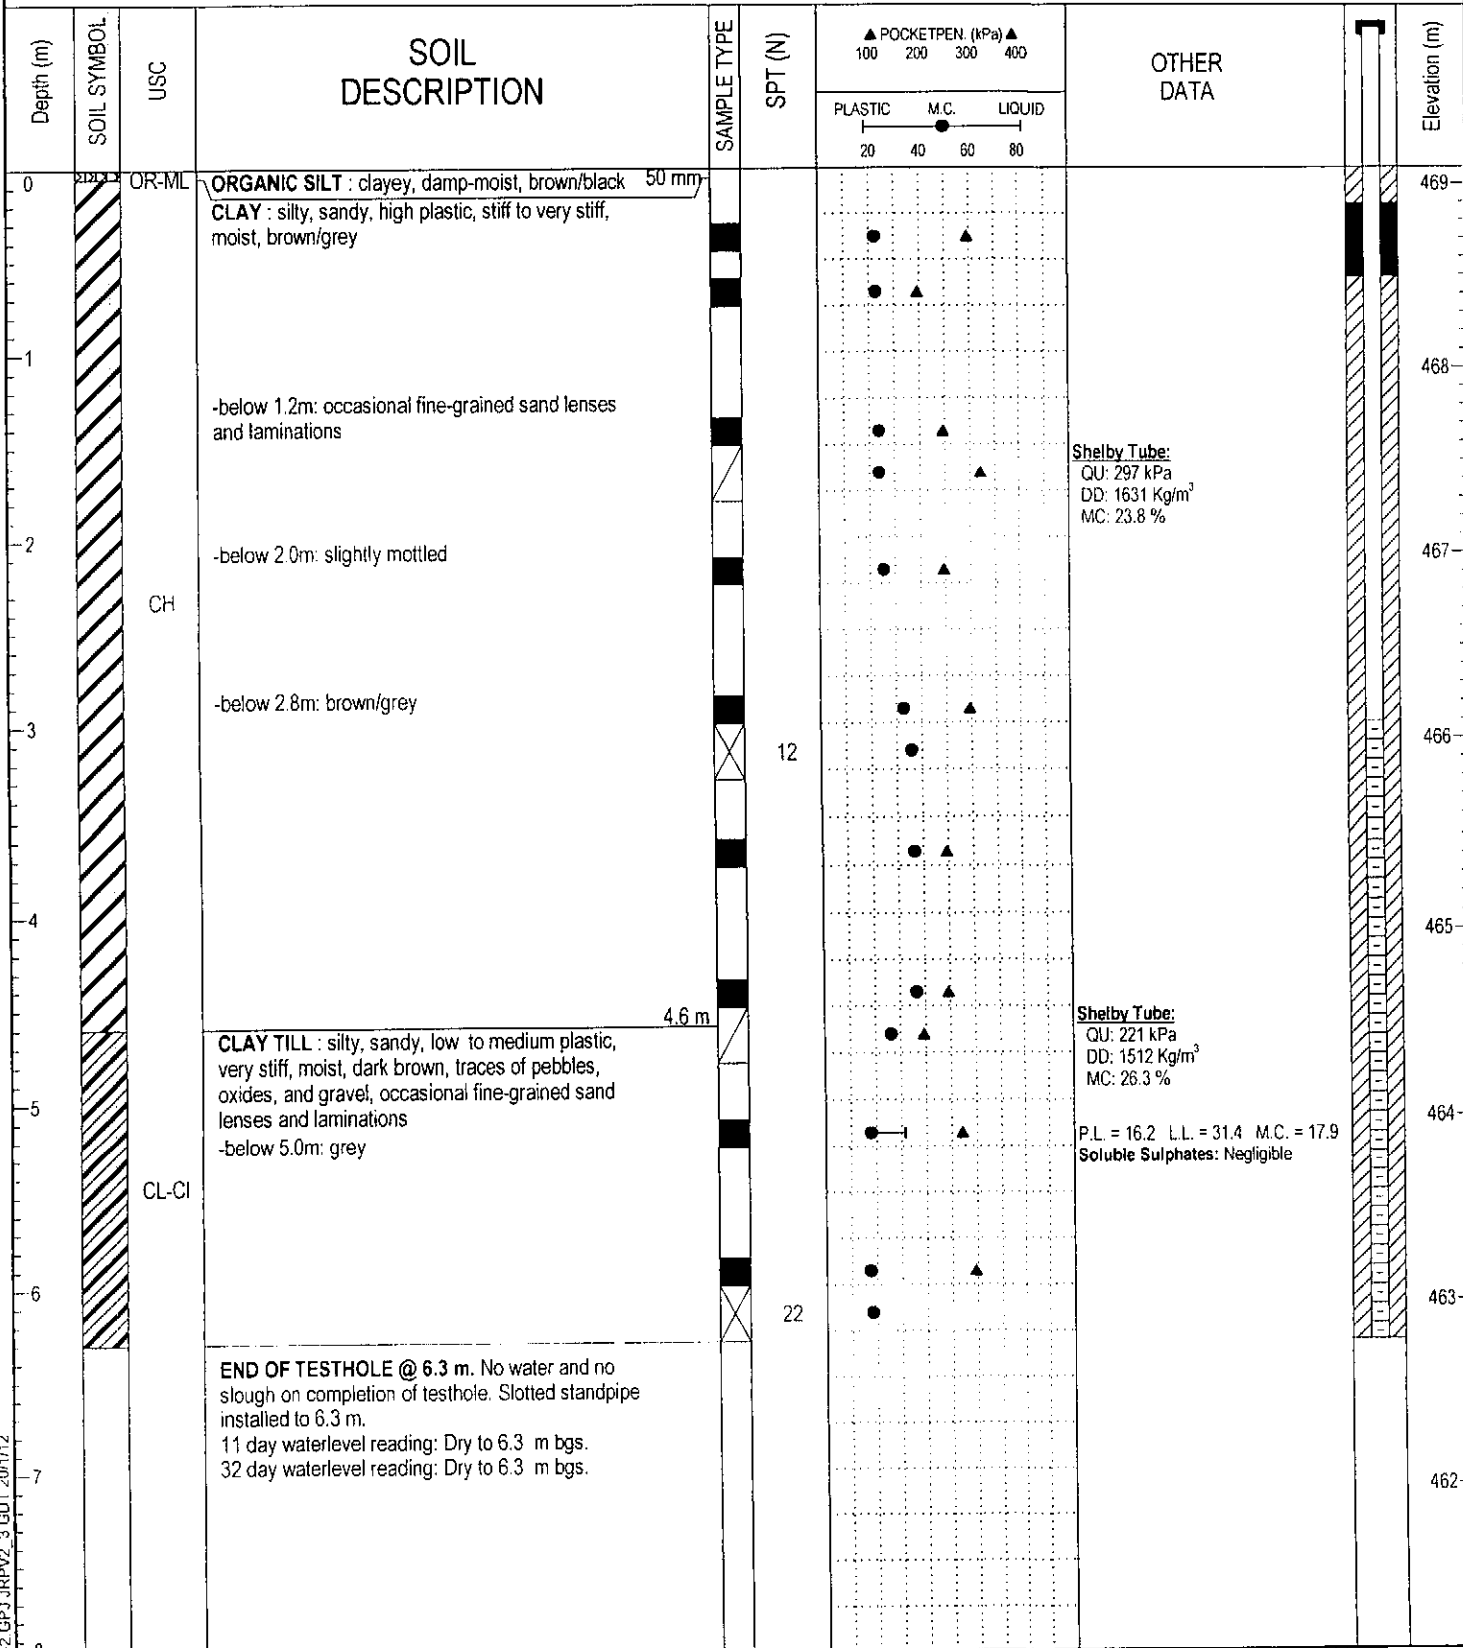 Depth (m)
SOIL SYMBOL
USC
SOIL
DESCRIPTION
SAMPLE TYPE
SPT (N)
▲ POCKETPEN. (kPa) ▲
100 200 300 400
PLASTIC M.C. LIQUID
20 40 60 80
OTHER
DATA
Elevation (m)
0
OR-ML
ORGANIC SILT : clayey, damp-moist, brown/black 50 mm
469
CLAY : silty, sandy, high plastic, stiff to very stiff,
moist, brown/grey
1
468
-below 1.2m: occasional fine-grained sand lenses
and laminations
Shelby Tube:
QU: 297 kPa
DD: 1631 Kg/m³
MC: 23.8 %
2
-below 2.0m: slightly mottled
467
CH
-below 2.8m: brown/grey
3
12
466
4
465
4.6 m
Shelby Tube:
QU: 221 kPa
DD: 1512 Kg/m³
MC: 26.3 %
CLAY TILL : silty, sandy, low to medium plastic,
very stiff, moist, dark brown, traces of pebbles,
oxides, and gravel, occasional fine-grained sand
lenses and laminations
5
464
-below 5.0m: grey
P.L. = 16.2 L.L. = 31.4 M.C. = 17.9
Soluble Sulphates: Negligible
CL-CI
6
22
463
END OF TESTHOLE @ 6.3 m. No water and no
slough on completion of testhole. Slotted standpipe
installed to 6.3 m.
11 day waterlevel reading: Dry to 6.3 m bgs.
32 day waterlevel reading: Dry to 6.3 m bgs.
7
462